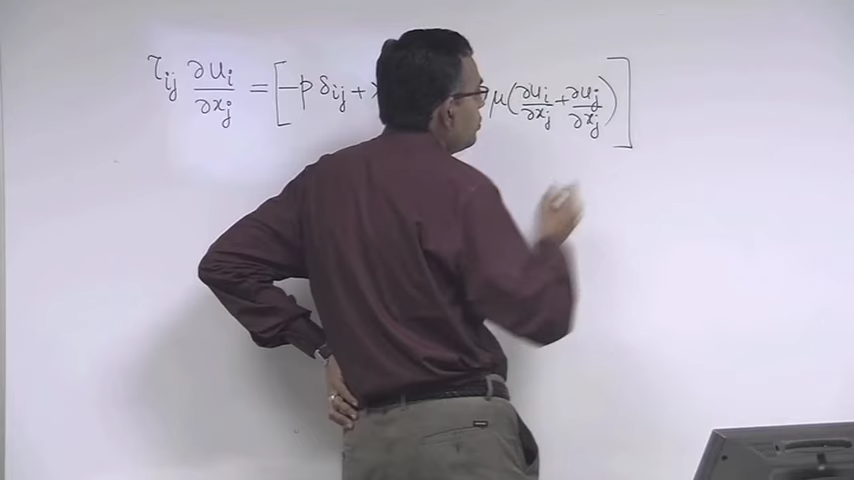 τij ∂ui/∂xj = [-p δij + μ(∂ui/∂xj + ∂uj/∂xj)]